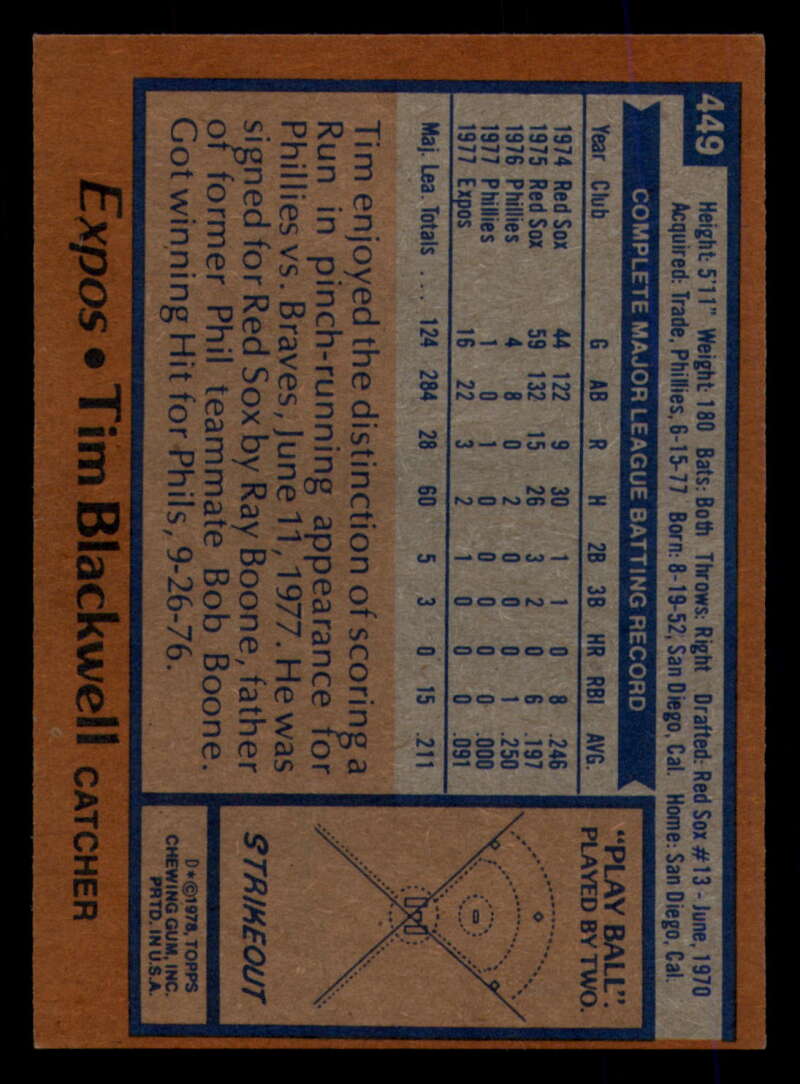 449
Height: 5'11" Weight: 180 Bats: Both Throws: Right Drafted: Red Sox #13 - June, 1970
Acquired: Trade, Phillies, 6-15-77 Born: 8-19-52, San Diego, Cal. Home: San Diego, Cal.
COMPLETE MAJOR LEAGUE BATTING RECORD
Year Club G AB R H 2B 3B HR RBI AVG.
1974 Red Sox 44 122 9 30 1 1 0 8 .246
1975 Red Sox 59 132 15 26 3 2 0 6 .197
1976 Phillies 4 8 0 2 0 0 0 1 .250
1977 Phillies 1 0 1 0 0 0 0 0 .000
1977 Expos 16 22 3 2 1 0 0 0 .091
Maj. Lea. Totals ... 124 284 28 60 5 3 0 15 .211
Tim enjoyed the distinction of scoring a
Run in pinch-running appearance for
Phillies vs. Braves, June 11, 1977. He was
signed for Red Sox by Ray Boone, father
of former Phil teammate Bob Boone.
Got winning Hit for Phils, 9-26-76.
"PLAY BALL":
PLAYED BY TWO.
STRIKEOUT
D*©1978, TOPPS
CHEWING GUM, INC.
PRTD. IN U.S.A.
Expos • Tim Blackwell CATCHER